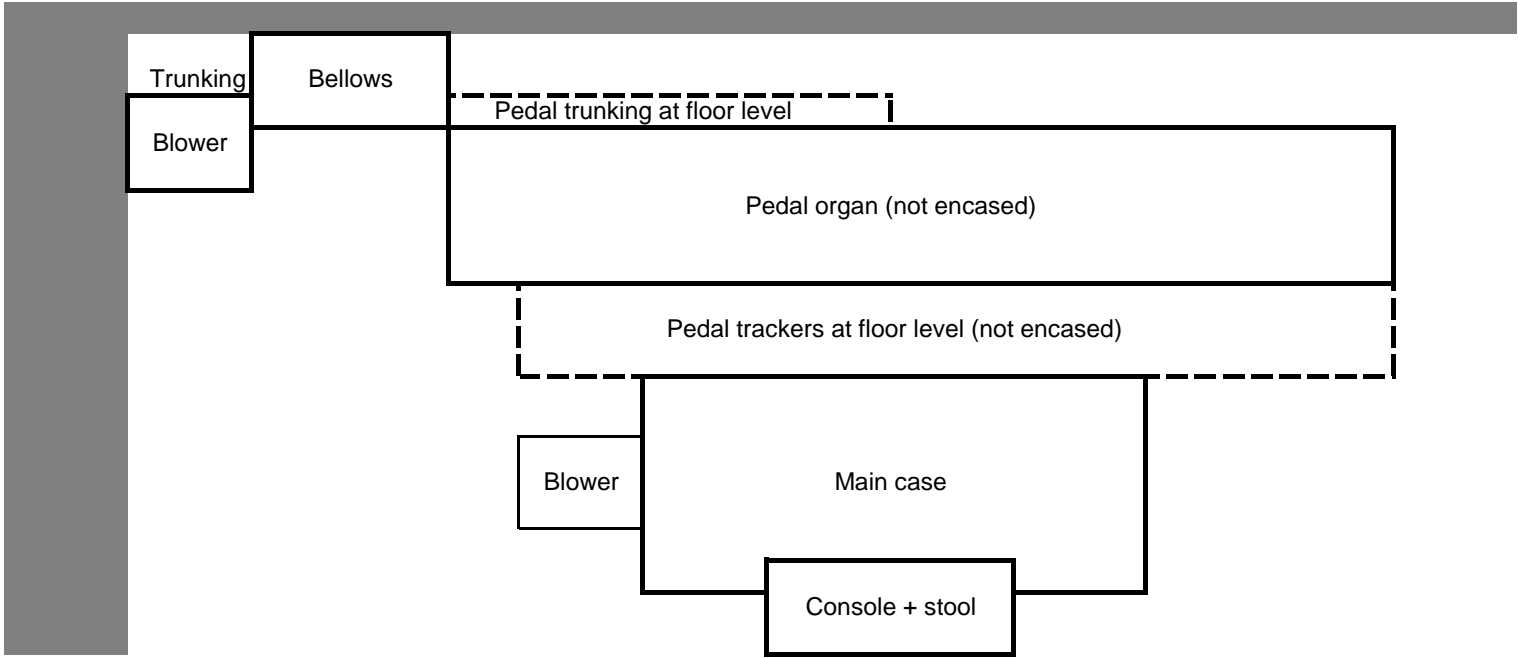 Trunking
Bellows
Pedal trunking at floor level
Blower
Pedal organ (not encased)
Pedal trackers at floor level (not encased)
Blower
Main case
Console + stool